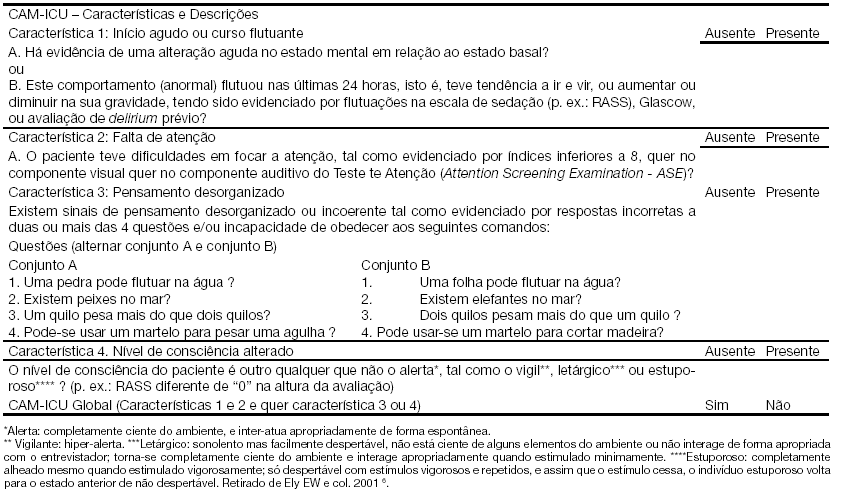 CAM-ICU – Características e Descrições
Característica 1: Início agudo ou curso flutuante Ausente Presente
A. Há evidência de uma alteração aguda no estado mental em relação ao estado basal?
ou
B. Este comportamento (anormal) flutuou nas últimas 24 horas, isto é, teve tendência a ir e vir, ou aumentar ou
diminuir na sua gravidade, tendo sido evidenciado por flutuações na escala de sedação (p. ex.: RASS), Glascow,
ou avaliação de delirium prévio?
Característica 2: Falta de atenção Ausente Presente
A. O paciente teve dificuldades em focar a atenção, tal como evidenciado por índices inferiores a 8, quer no
componente visual quer no componente auditivo do Teste te Atenção (Attention Screening Examination - ASE)?
Característica 3: Pensamento desorganizado Ausente Presente
Existem sinais de pensamento desorganizado ou incoerente tal como evidenciado por respostas incorretas a
duas ou mais das 4 questões e/ou incapacidade de obedecer aos seguintes comandos:
Questões (alternar conjunto A e conjunto B)
Conjunto A Conjunto B
1. Uma pedra pode flutuar na água ? 1. Uma folha pode flutuar na água?
2. Existem peixes no mar? 2. Existem elefantes no mar?
3. Um quilo pesa mais do que dois quilos? 3. Dois quilos pesam mais do que um quilo ?
4. Pode-se usar um martelo para pesar uma agulha ? 4. Pode usar-se um martelo para cortar madeira?
Característica 4. Nível de consciência alterado Ausente Presente
O nível de consciência do paciente é outro qualquer que não o alerta*, tal como o vigil**, letárgico*** ou estupo-
roso**** ? (p. ex.: RASS diferente de “0” na altura da avaliação)
CAM-ICU Global (Características 1 e 2 e quer característica 3 ou 4) Sim Não
*Alerta: completamente ciente do ambiente, e inter-atua apropriadamente de forma espontânea.
** Vigilante: hiper-alerta. ***Letárgico: sonolento mas facilmente despertável, não está ciente de alguns elementos do ambiente ou não interage de forma apropriada
com o entrevistador; torna-se completamente ciente do ambiente e interage apropriadamente quando estimulado minimamente. ****Estuporoso: completamente
alheado mesmo quando estimulado vigorosamente; só despertável com estímulos vigorosos e repetidos, e assim que o estímulo cessa, o indivíduo estuporoso volta
para o estado anterior de não despertável. Retirado de Ely EW e col. 2001 6.